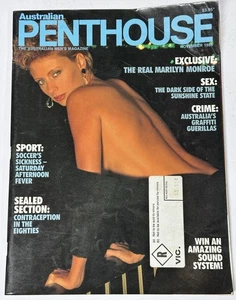 Australian
PENTHOUSE
THE AUSTRALIAN MEN'S MAGAZINE
NOVEMBER
EXCLUSIVE:
THE REAL MARILYN MONROE
SEX:
THE DARK SIDE OF THE
SUNSHINE STATE
CRIME:
AUSTRALIA'S
GRAFFITI
GUERILLAS
SPORT:
SOCCER'S
SICKNESS –
SATURDAY
AFTERNOON
FEVER
SEALED
SECTION:
CONTRACEPTION
IN THE
EIGHTIES
R
VIC.
WIN AN
AMAZING
SOUND
SYSTEM!